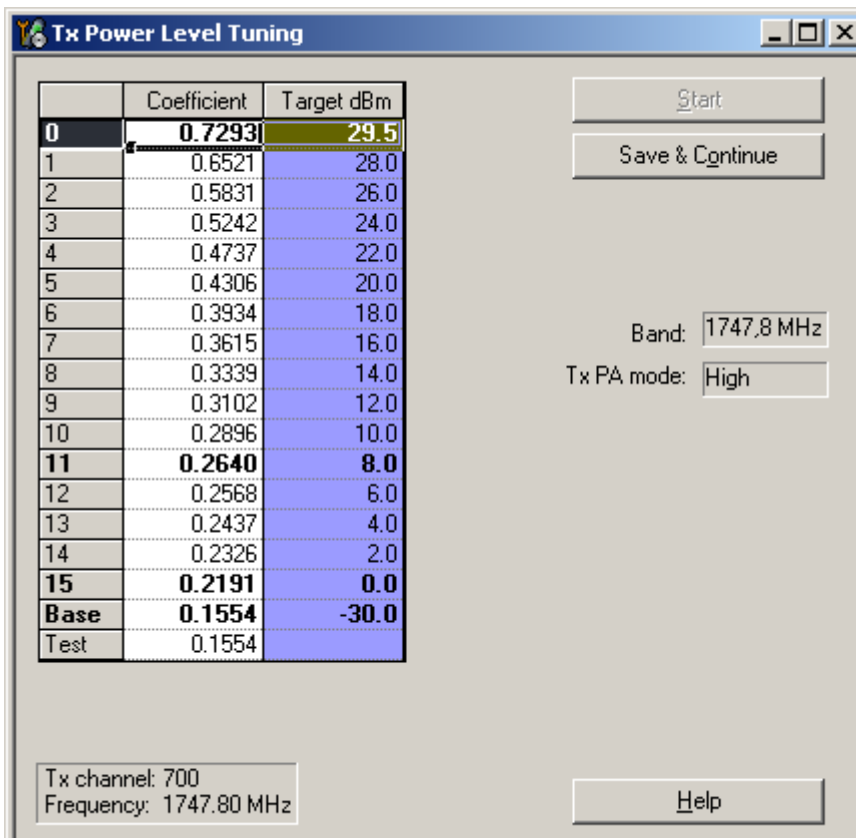 Tx Power Level Tuning
Coefficient Target dBm
0 0.7293 29.5
1 0.6521 28.0
2 0.5831 26.0
3 0.5242 24.0
4 0.4737 22.0
5 0.4306 20.0
6 0.3934 18.0
7 0.3615 16.0
8 0.3339 14.0
9 0.3102 12.0
10 0.2896 10.0
11 0.2640 8.0
12 0.2568 6.0
13 0.2437 4.0
14 0.2326 2.0
15 0.2191 0.0
Base 0.1554 -30.0
Test 0.1554
Start
Save & Continue
Band: 1747,8 MHz
Tx PA mode: High
Tx channel: 700
Frequency: 1747.80 MHz
Help